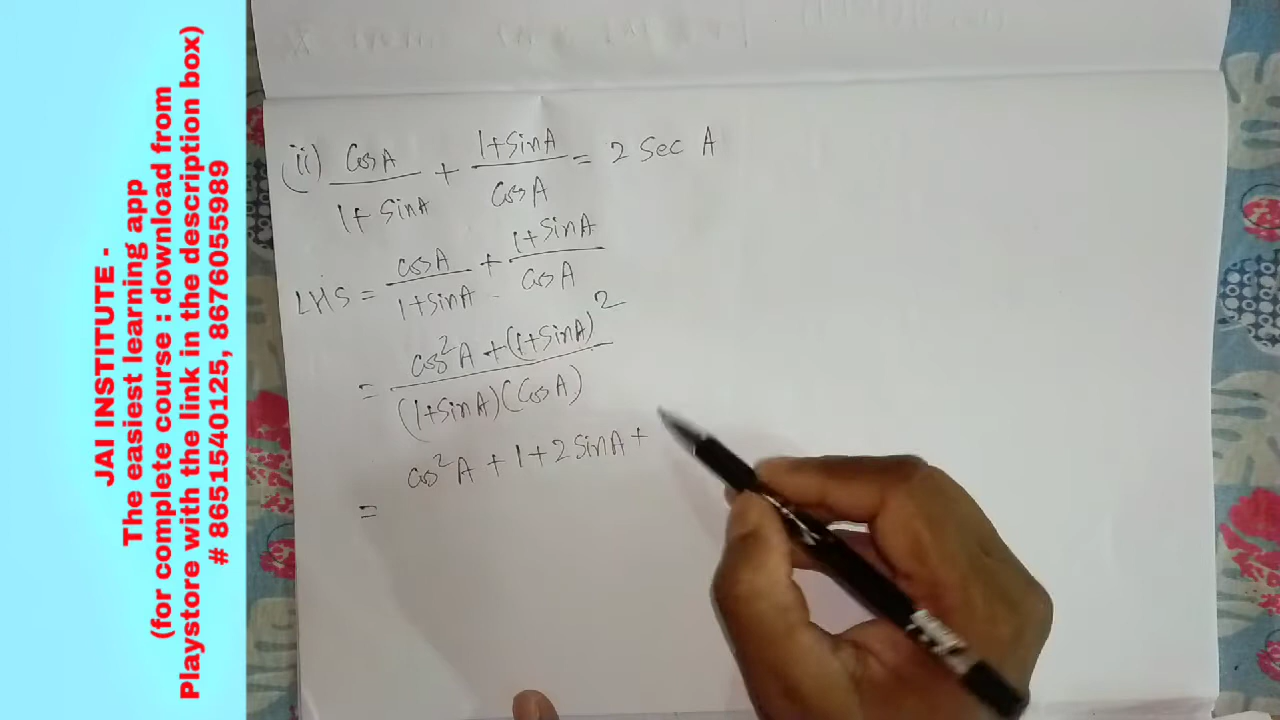 JAI INSTITUTE -
The easiest learning app
(for complete course : download from
Playstore with the link in the description box)
# 8651540125, 8676055989
(ii) CosA / 1+SinA + 1+SinA / CosA = 2 Sec A
LHS = cosA / 1+sinA + 1+SinA / cosA
= cos²A + (1+SinA)² / (1+SinA)(CosA)
= cos²A + 1 + 2 SinA +